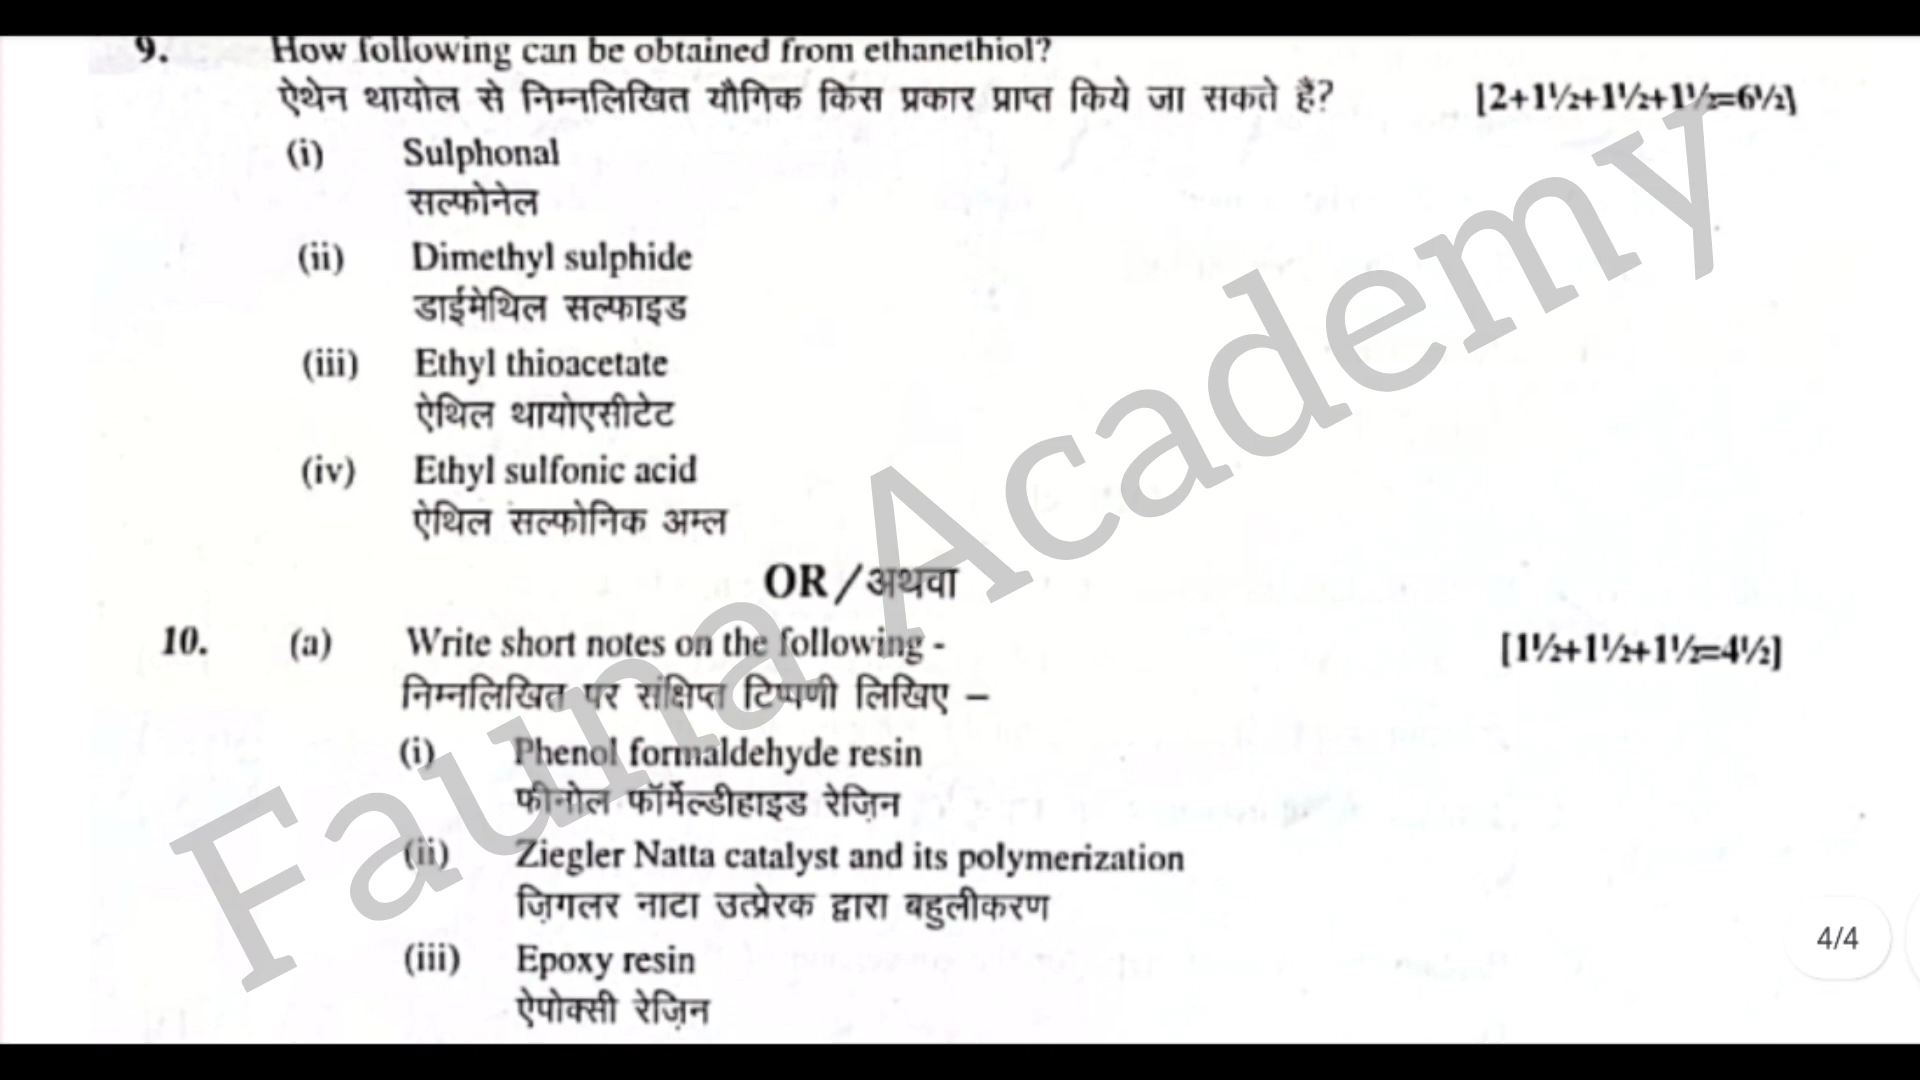 9. How following can be obtained from ethanethiol?
ऐथेन थायोल से निम्नलिखित यौगिक किस प्रकार प्राप्त किये जा सकते हैं? [2+1½+1½+1½=6½]
(i) Sulphonal
सल्फोनेल
(ii) Dimethyl sulphide
डाईमेथिल सल्फाइड
(iii) Ethyl thioacetate
ऐथिल थायोएसीटेट
(iv) Ethyl sulfonic acid
ऐथिल सल्फोनिक अम्ल
OR / अथवा
10. (a) Write short notes on the following - [1½+1½+1½=4½]
निम्नलिखित पर संक्षिप्त टिप्पणी लिखिए –
(i) Phenol formaldehyde resin
फीनोल फॉर्मेल्डीहाइड रेज़िन
(ii) Ziegler Natta catalyst and its polymerization
ज़िगलर नाटा उत्प्रेरक द्वारा बहुलीकरण
(iii) Epoxy resin
ऐपोक्सी रेज़िन
4/4
Fauna Academy